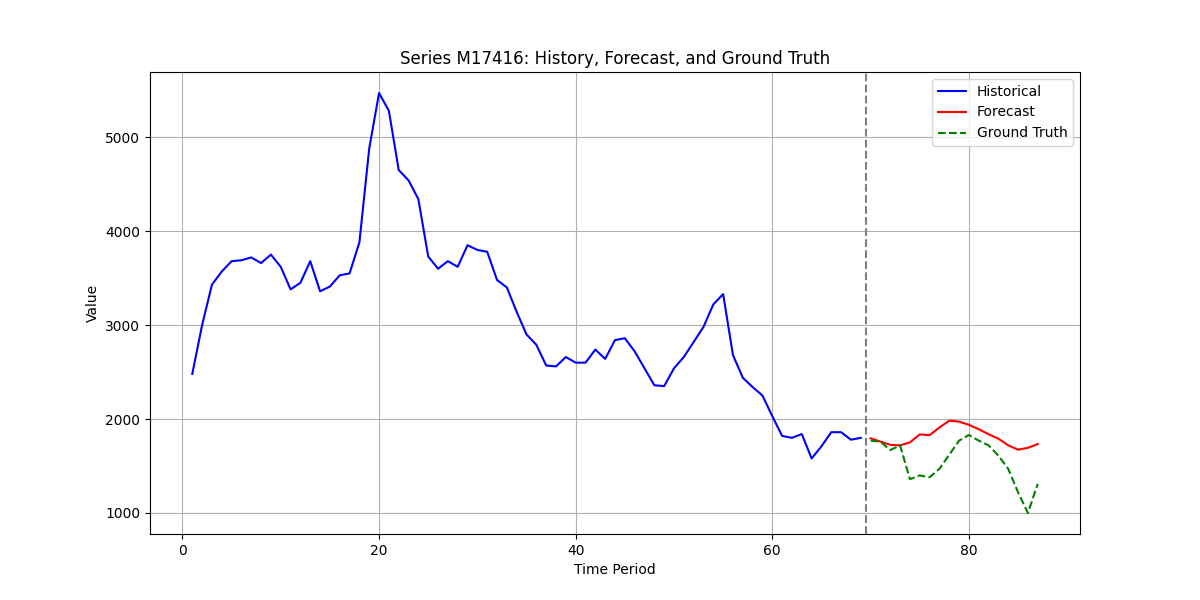 Series M17416: History, Forecast, and Ground Truth
Historical
Forecast
Ground Truth
Value
5000
4000
3000
2000
1000
0
20
40
60
80
Time Period